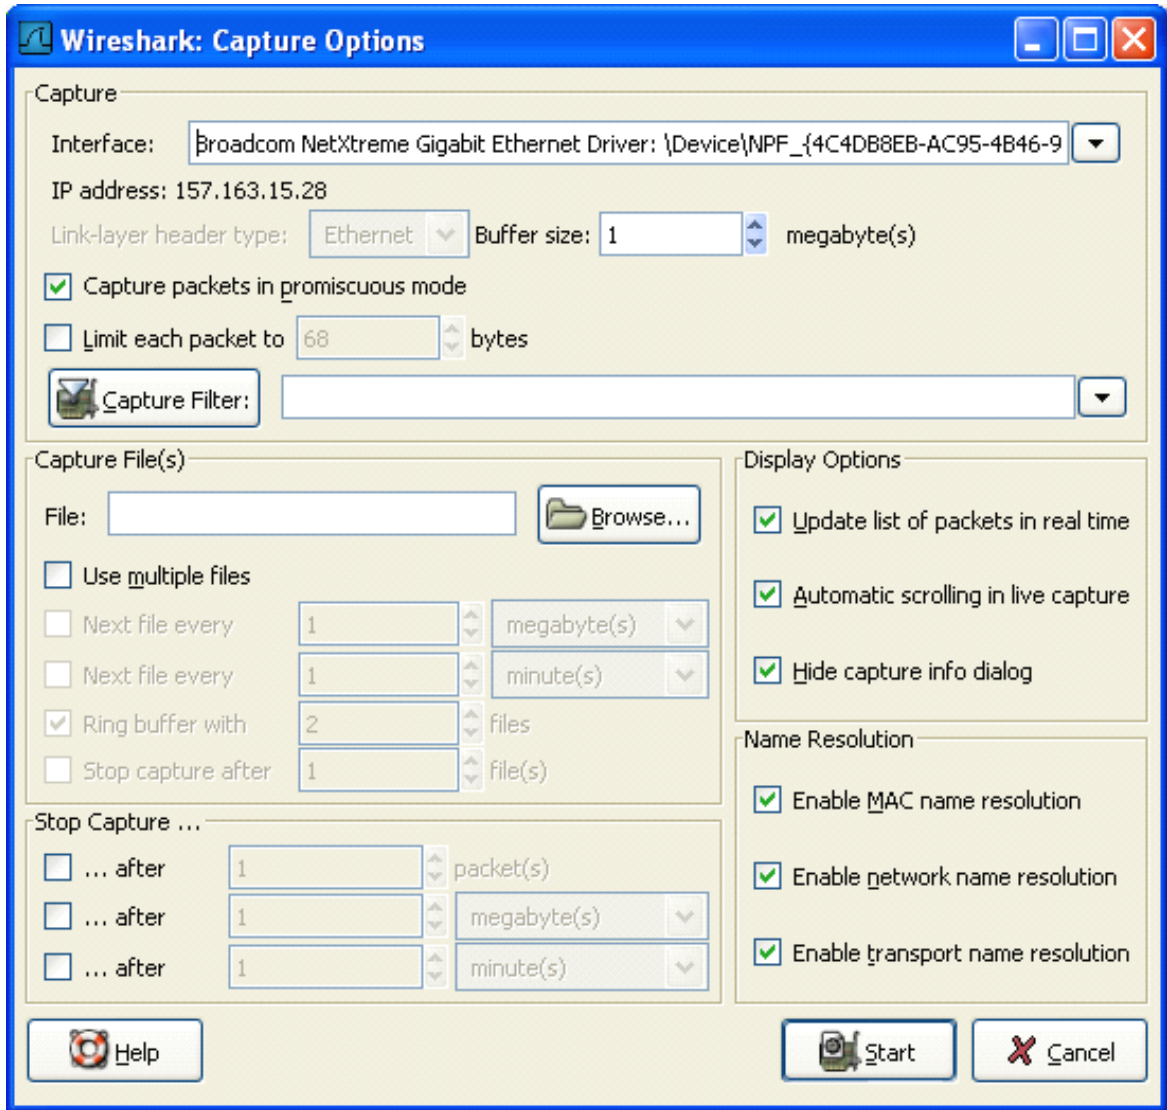 Wireshark: Capture Options
Capture
Interface: Broadcom NetXtreme Gigabit Ethernet Driver: \Device\NPF_{4C4DB8EB-AC95-4B46-9
IP address: 157.163.15.28
Link-layer header type: Ethernet Buffer size: 1 megabyte(s)
Capture packets in promiscuous mode
Limit each packet to 68 bytes
Capture Filter:
Capture File(s)
File: Browse...
Use multiple files
Next file every 1 megabyte(s)
Next file every 1 minute(s)
Ring buffer with 2 files
Stop capture after 1 file(s)
Stop Capture ...
... after 1 packet(s)
... after 1 megabyte(s)
... after 1 minute(s)
Display Options
Update list of packets in real time
Automatic scrolling in live capture
Hide capture info dialog
Name Resolution
Enable MAC name resolution
Enable network name resolution
Enable transport name resolution
Help Start Cancel